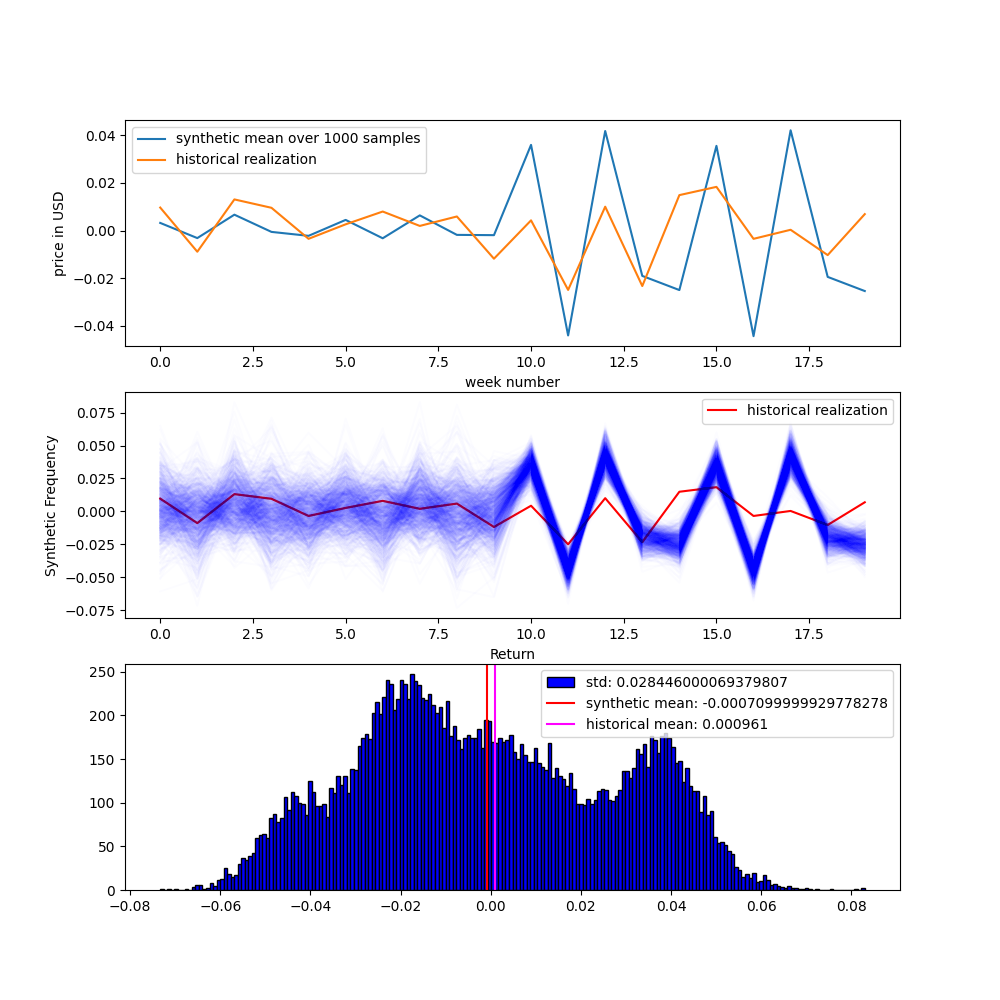 synthetic mean over 1000 samples
historical realization
price in USD
0.04
0.02
0.00
−0.02
−0.04
0.0 2.5 5.0 7.5 10.0 12.5 15.0 17.5
week number
historical realization
Synthetic Frequency
0.075
0.050
0.025
0.000
−0.025
−0.050
−0.075
0.0 2.5 5.0 7.5 10.0 12.5 15.0 17.5
Return
std: 0.028446000069379807
synthetic mean: -0.0007099999929778278
historical mean: 0.000961
250
200
150
100
50
0
−0.08 −0.06 −0.04 −0.02 0.00 0.02 0.04 0.06 0.08